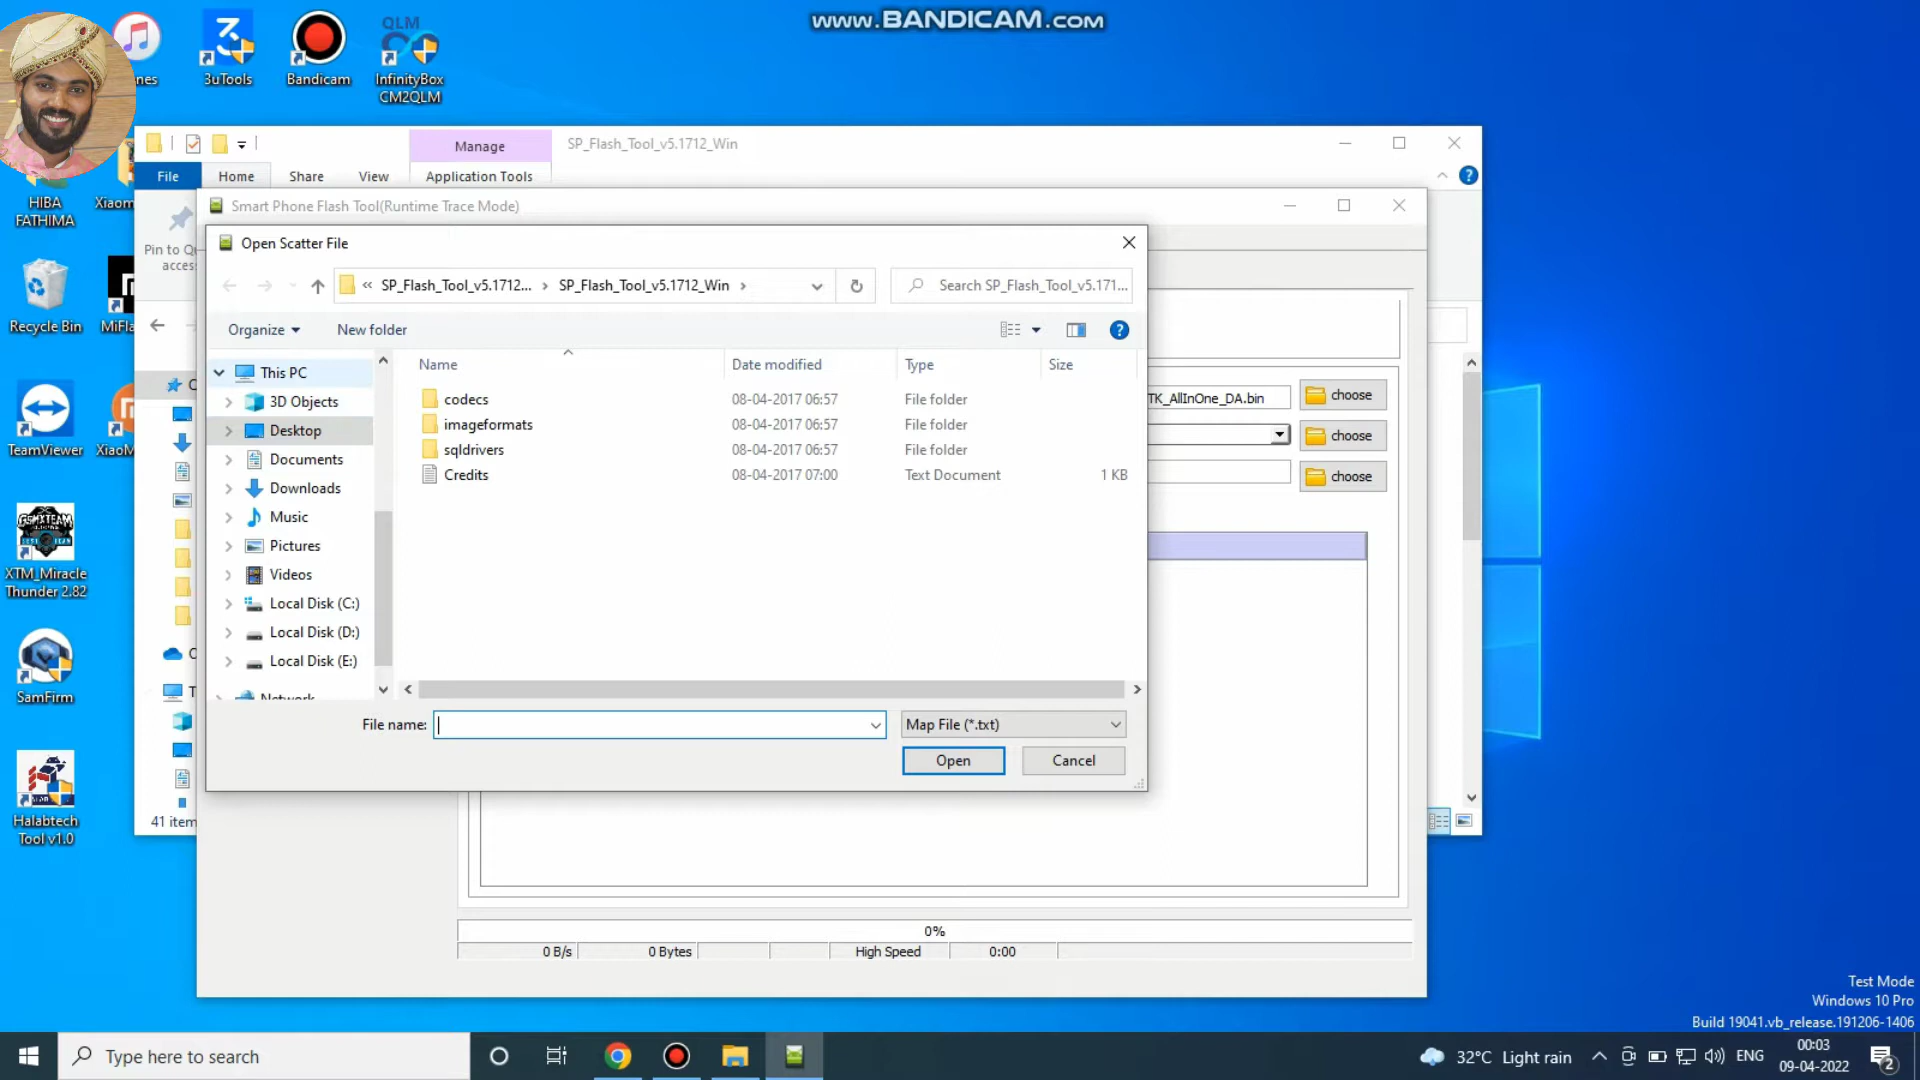 www.BANDICAM.com
nes
3uTools
Bandicam
QLM
InfinityBox
CM2QLM
HIBA
FATHIMA
Xiaom
Recycle Bin
MiFla
TeamViewer
XiaoM
XTM_Miracle
Thunder 2.82
SamFirm
Halabtech
Tool v1.0
Manage
SP_Flash_Tool_v5.1712_Win
File
Home
Share
View
Application Tools
Pin to Qu
access
41 item
Smart Phone Flash Tool(Runtime Trace Mode)
Open Scatter File
« SP_Flash_Tool_v5.1712... › SP_Flash_Tool_v5.1712_Win ›
Search SP_Flash_Tool_v5.171...
Organize
New folder
Name
Date modified
Type
Size
This PC
3D Objects
Desktop
Documents
Downloads
Music
Pictures
Videos
Local Disk (C:)
Local Disk (D:)
Local Disk (E:)
Network
codecs 08-04-2017 06:57 File folder
imageformats 08-04-2017 06:57 File folder
sqldrivers 08-04-2017 06:57 File folder
Credits 08-04-2017 07:00 Text Document 1 KB
File name:
Map File (*.txt)
Open
Cancel
TK_AllInOne_DA.bin
choose
choose
choose
0%
0 B/s
0 Bytes
High Speed
0:00
Test Mode
Windows 10 Pro
Build 19041.vb_release.191206-1406
Type here to search
32°C Light rain
ENG
00:03
09-04-2022
2